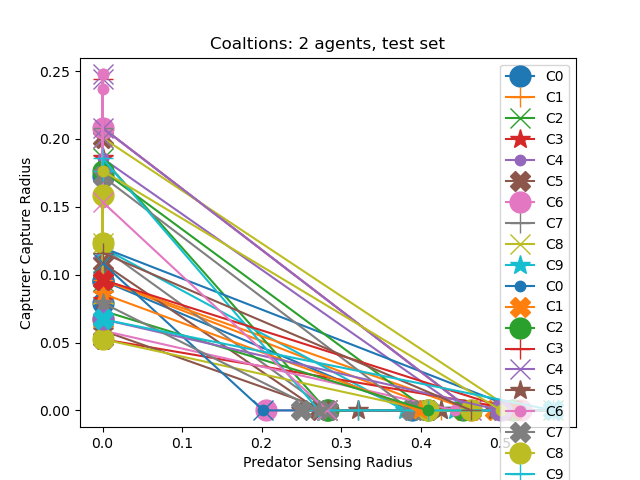 Coaltions: 2 agents, test set
Capturer Capture Radius
0.25
0.20
0.15
0.10
0.05
0.00
0.0
0.1
0.2
0.3
0.4
0.5
Predator Sensing Radius
C0
C1
C2
C3
C4
C5
C6
C7
C8
C9
C0
C1
C2
C3
C4
C5
C6
C7
C8
C9